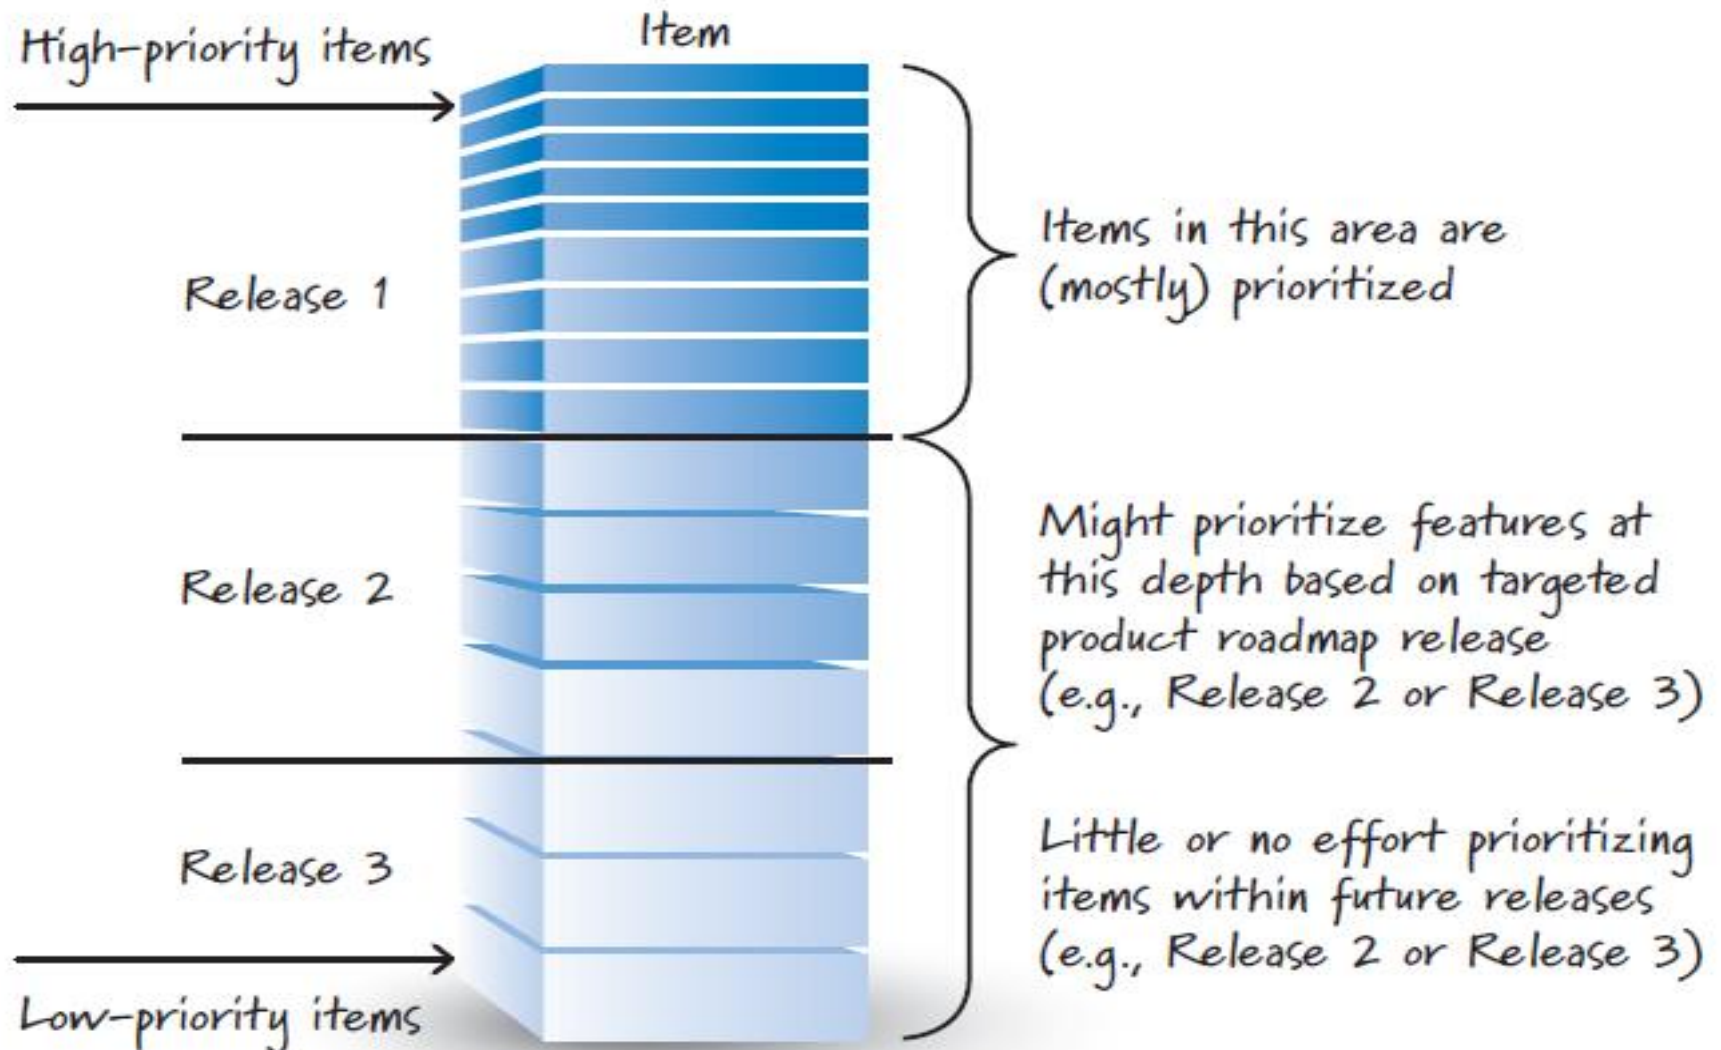 Item
High-priority items
Items in this area are
(mostly) prioritized
Release 1
Might prioritize features at
this depth based on targeted
product roadmap release
(e.g., Release 2 or Release 3)
Release 2
Little or no effort prioritizing
items within future releases
(e.g., Release 2 or Release 3)
Release 3
Low-priority items